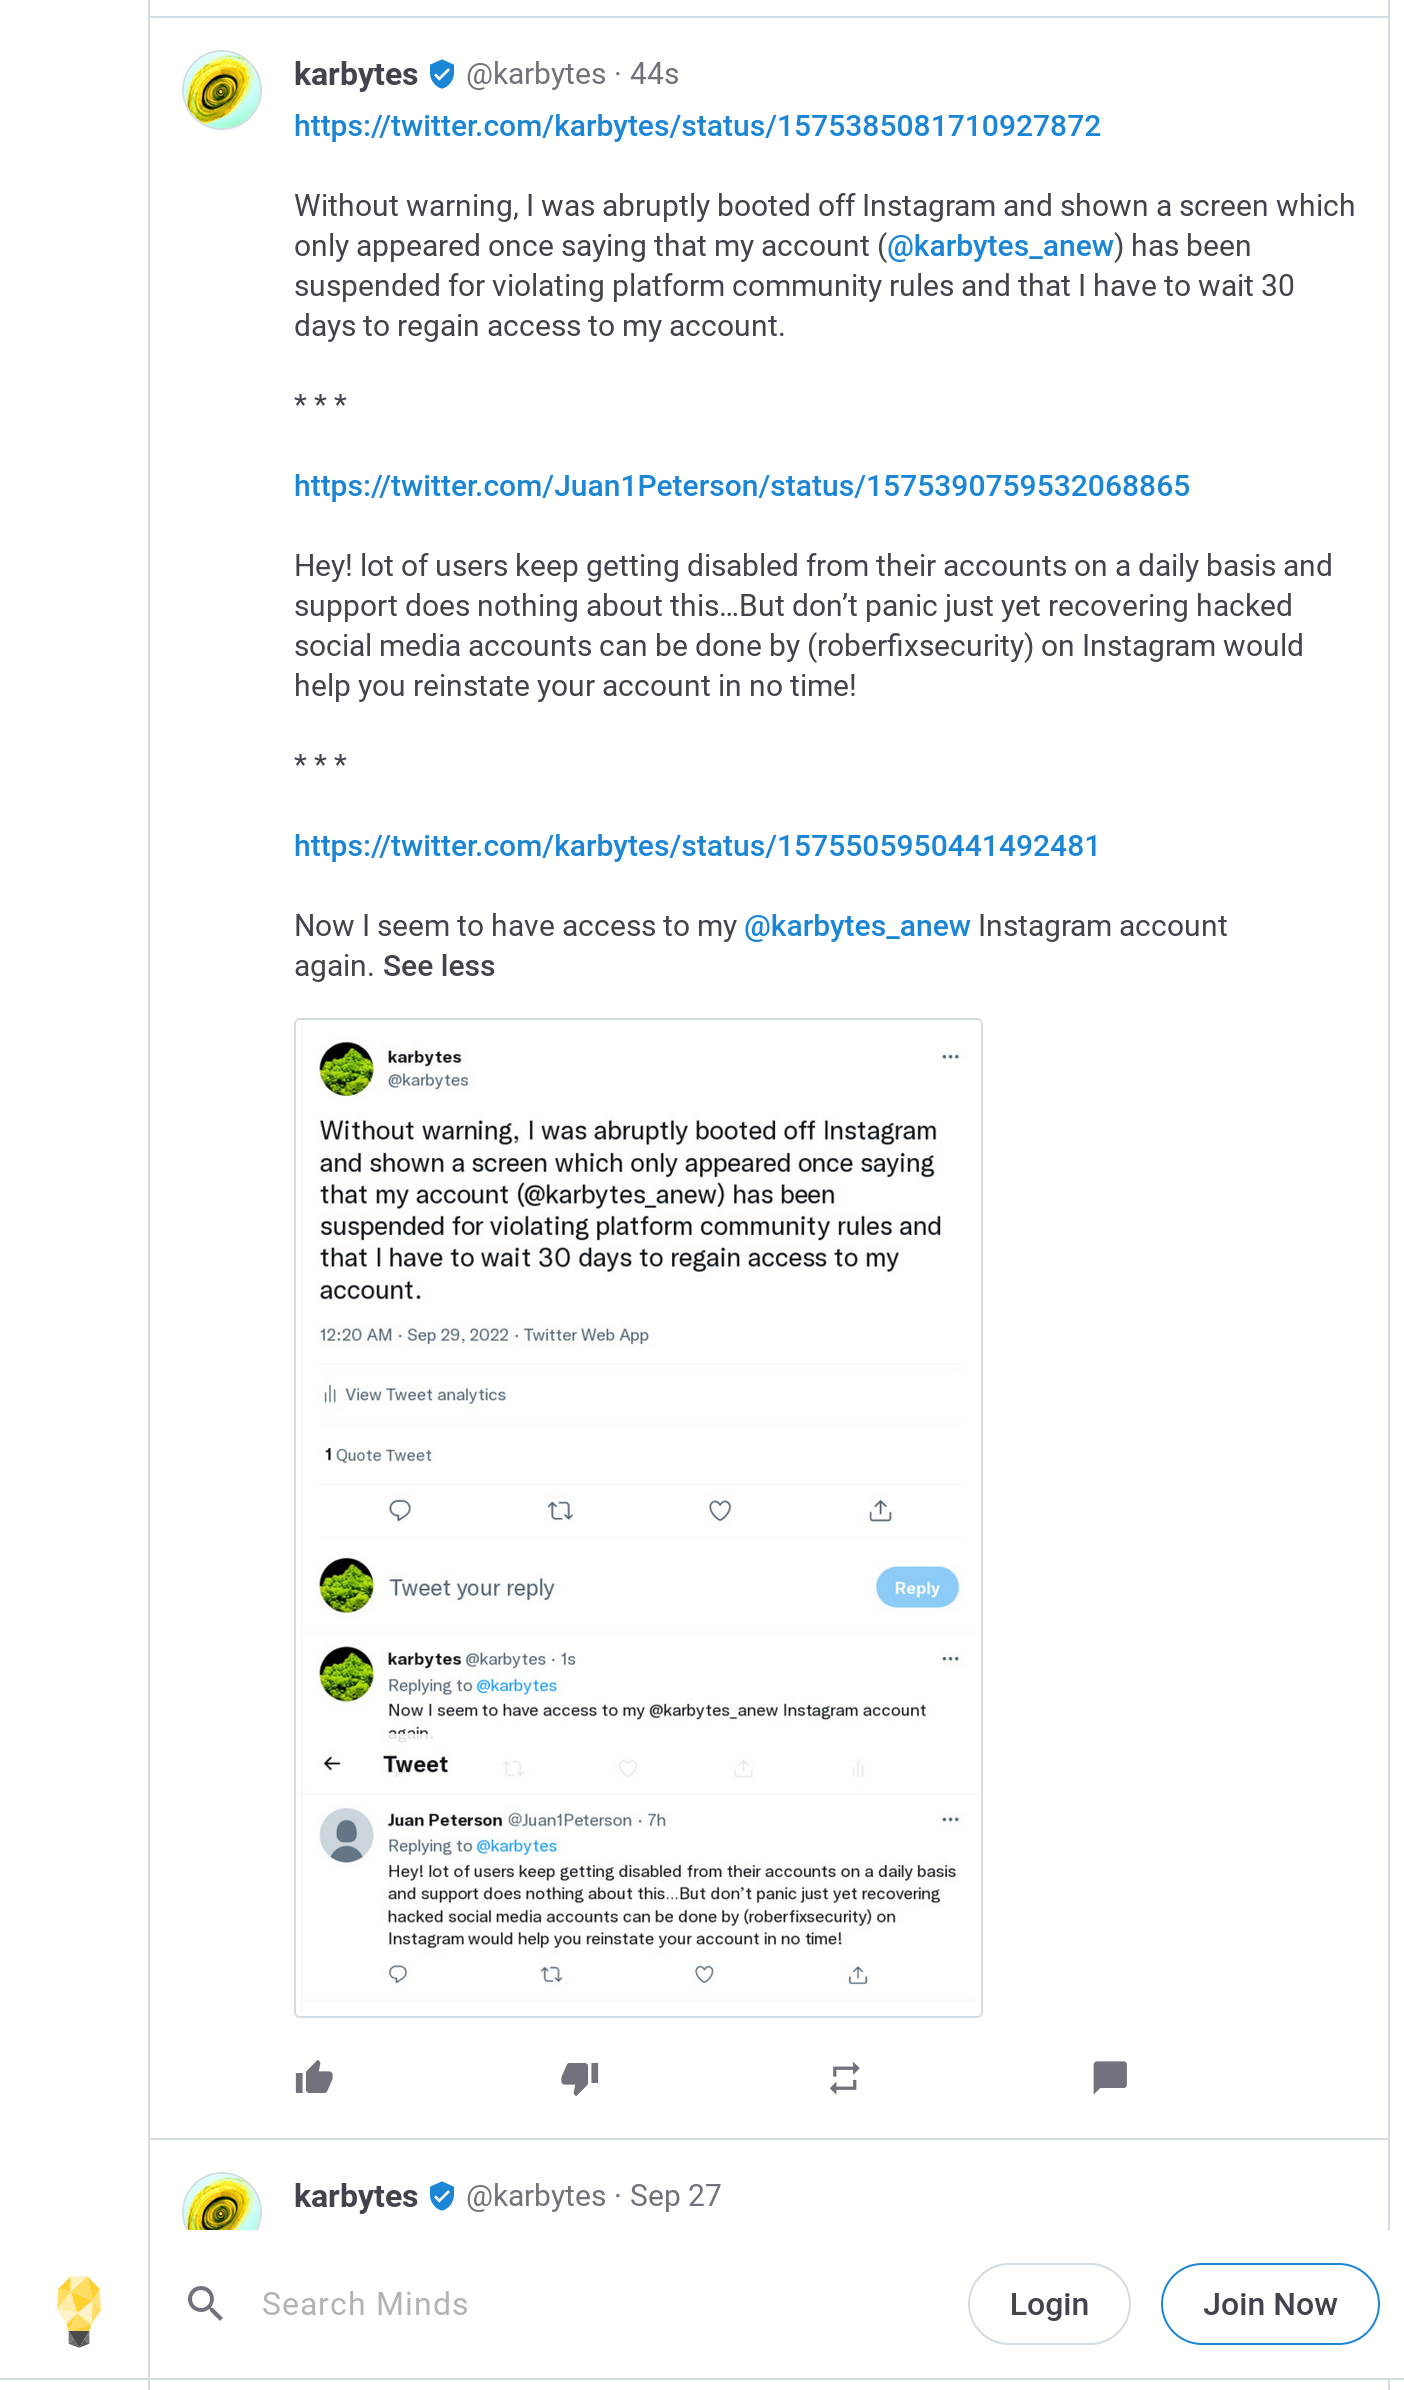 karbytes @karbytes · 44s
https://twitter.com/karbytes/status/1575385081710927872
Without warning, I was abruptly booted off Instagram and shown a screen which
only appeared once saying that my account (@karbytes_anew) has been
suspended for violating platform community rules and that I have to wait 30
days to regain access to my account.
* * *
https://twitter.com/Juan1Peterson/status/1575390759532068865
Hey! lot of users keep getting disabled from their accounts on a daily basis and
support does nothing about this...But don’t panic just yet recovering hacked
social media accounts can be done by (roberfixsecurity) on Instagram would
help you reinstate your account in no time!
* * *
https://twitter.com/karbytes/status/1575505950441492481
Now I seem to have access to my @karbytes_anew Instagram account
again. See less
karbytes
@karbytes
Without warning, I was abruptly booted off Instagram
and shown a screen which only appeared once saying
that my account (@karbytes_anew) has been
suspended for violating platform community rules and
that I have to wait 30 days to regain access to my
account.
12:20 AM · Sep 29, 2022 · Twitter Web App
View Tweet analytics
1 Quote Tweet
Tweet your reply
Reply
karbytes @karbytes · 1s
Replying to @karbytes
Now I seem to have access to my @karbytes_anew Instagram account
again.
Tweet
Juan Peterson @Juan1Peterson · 7h
Replying to @karbytes
Hey! lot of users keep getting disabled from their accounts on a daily basis
and support does nothing about this...But don’t panic just yet recovering
hacked social media accounts can be done by (roberfixsecurity) on
Instagram would help you reinstate your account in no time!
karbytes @karbytes · Sep 27
Search Minds
Login
Join Now